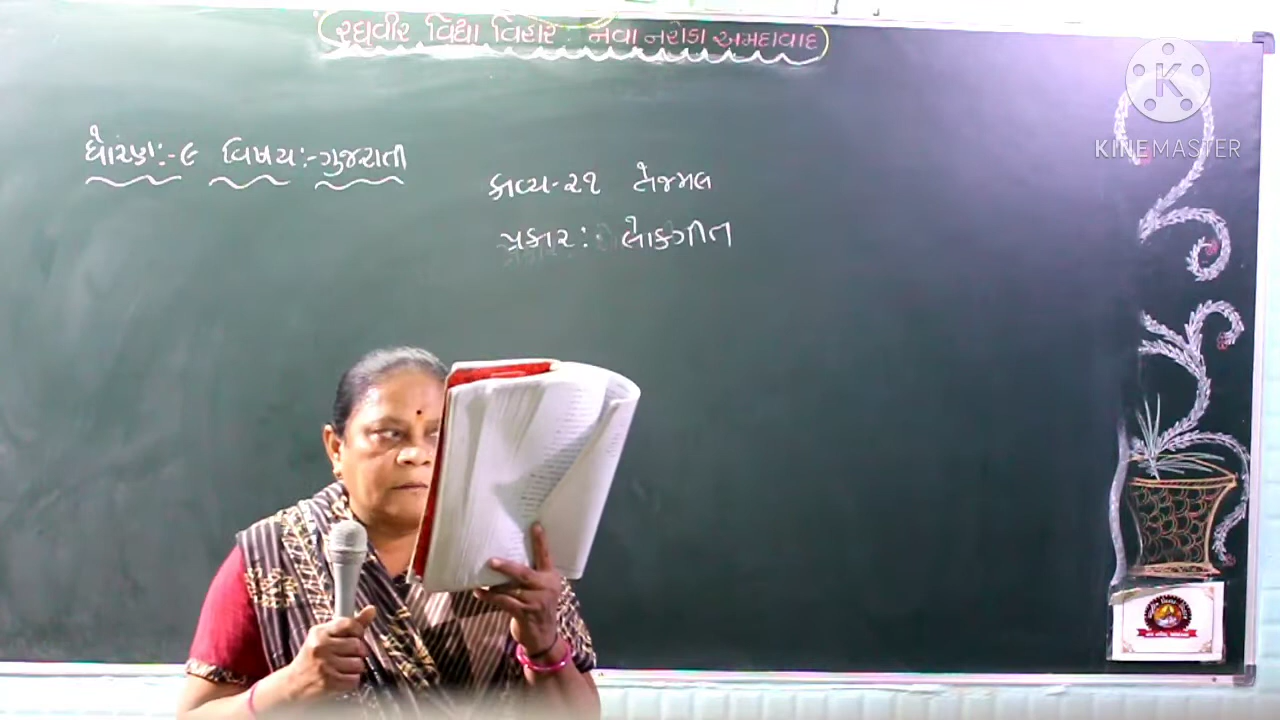 રઘુવીર વિદ્યા વિહાર : નવા નરોડા અમદાવાદ
KINEMASTER
ધોરણ:-૯ વિષય:-ગુજરાતી
કાવ્ય-૨૧ તેજમલ
પ્રકાર:- લોકગીત